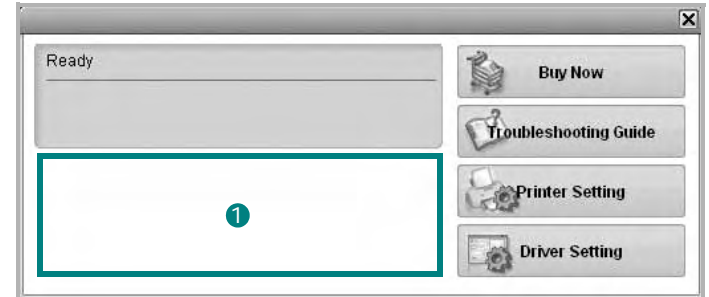 Ready
Buy Now
Troubleshooting Guide
1
Printer Setting
Driver Setting